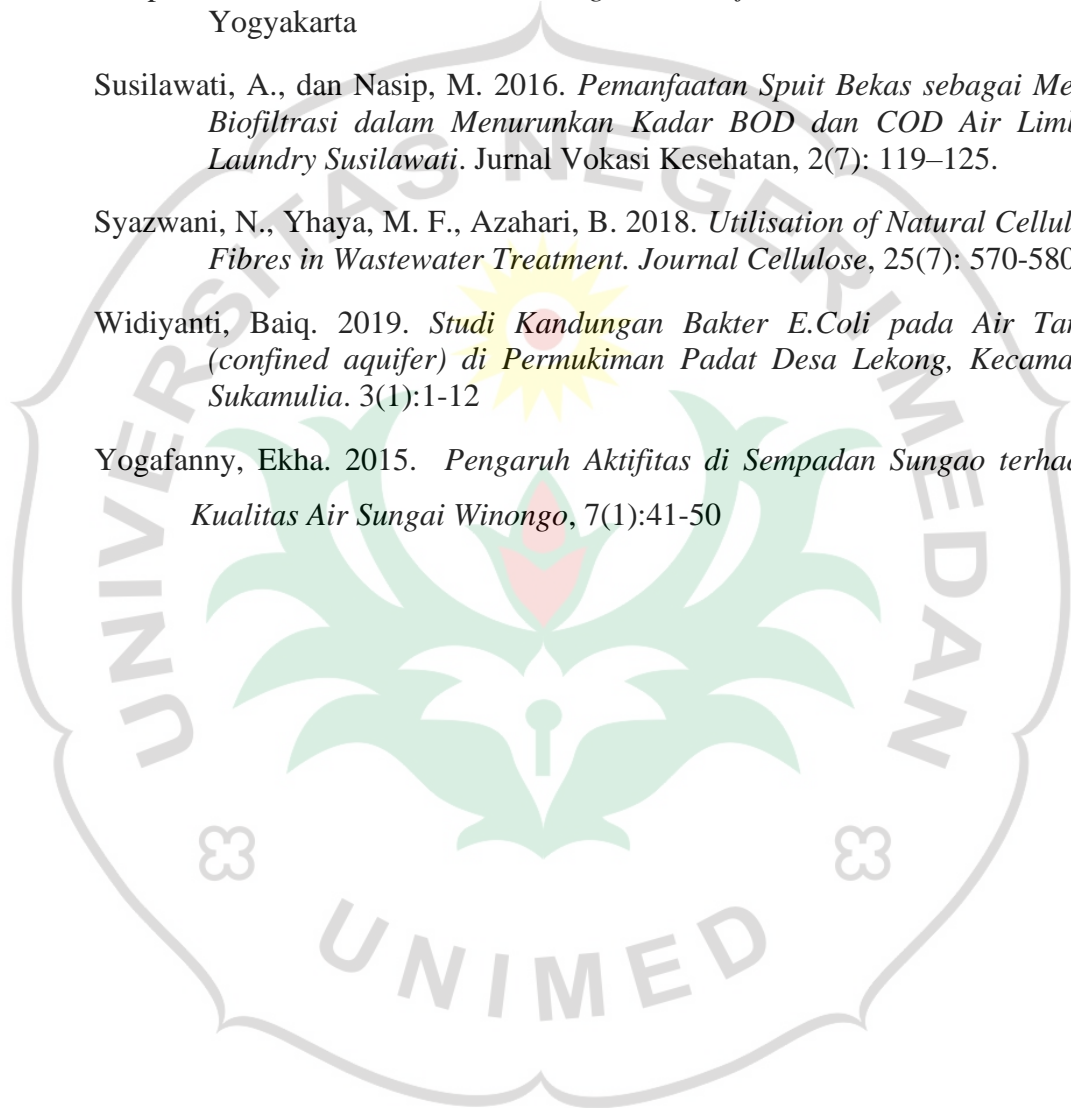 Yogyakarta
Susilawati, A., dan Nasip, M. 2016. Pemanfaatan Spuit Bekas sebagai Me
Biofiltrasi dalam Menurunkan Kadar BOD dan COD Air Lim
Laundry Susilawati. Jurnal Vokasi Kesehatan, 2(7): 119–125.
Syazwani, N., Yhaya, M. F., Azahari, B. 2018. Utilisation of Natural Cellul
Fibres in Wastewater Treatment. Journal Cellulose, 25(7): 570-580
Widiyanti, Baiq. 2019. Studi Kandungan Bakter E.Coli pada Air Ta
(confined aquifer) di Permukiman Padat Desa Lekong, Kecama
Sukamulia. 3(1):1-12
Yogafanny, Ekha. 2015. Pengaruh Aktifitas di Sempadan Sungao terha
Kualitas Air Sungai Winongo, 7(1):41-50
UNIVERSITAS NEGERI MEDAN
UNIMED